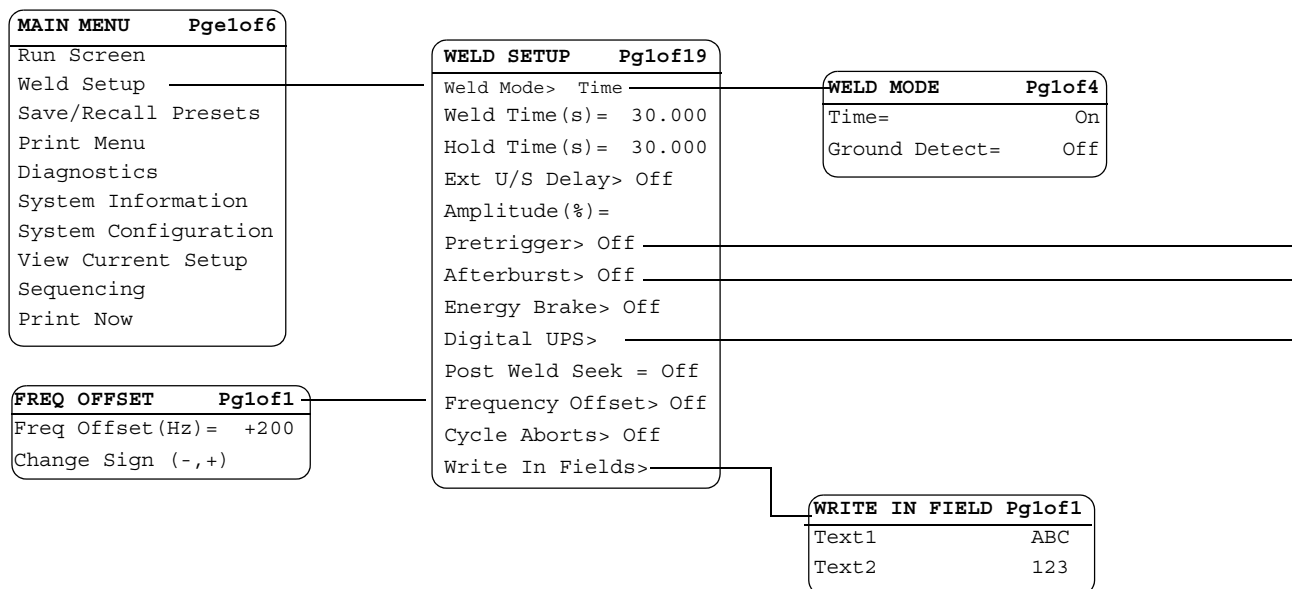 MAIN MENU Pge1of6
Run Screen
Weld Setup
Save/Recall Presets
Print Menu
Diagnostics
System Information
System Configuration
View Current Setup
Sequencing
Print Now
FREQ OFFSET Pg1of1
Freq Offset(Hz)= +200
Change Sign (-,+)
WELD SETUP Pg1of19
Weld Mode> Time
Weld Time(s)= 30.000
Hold Time(s)= 30.000
Ext U/S Delay> Off
Amplitude(%)=
Pretrigger> Off
Afterburst> Off
Energy Brake> Off
Digital UPS>
Post Weld Seek = Off
Frequency Offset> Off
Cycle Aborts> Off
Write In Fields>
WELD MODE Pg1of4
Time= On
Ground Detect= Off
WRITE IN FIELD Pg1of1
Text1 ABC
Text2 123